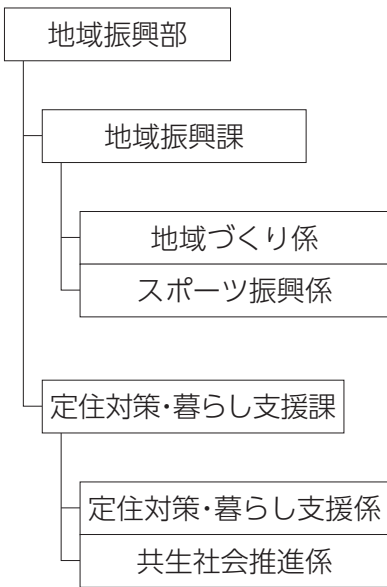 地域振興部
地域振興課
地域づくり係
スポーツ振興係
定住対策・暮らし支援課
定住対策・暮らし支援係
共生社会推進係